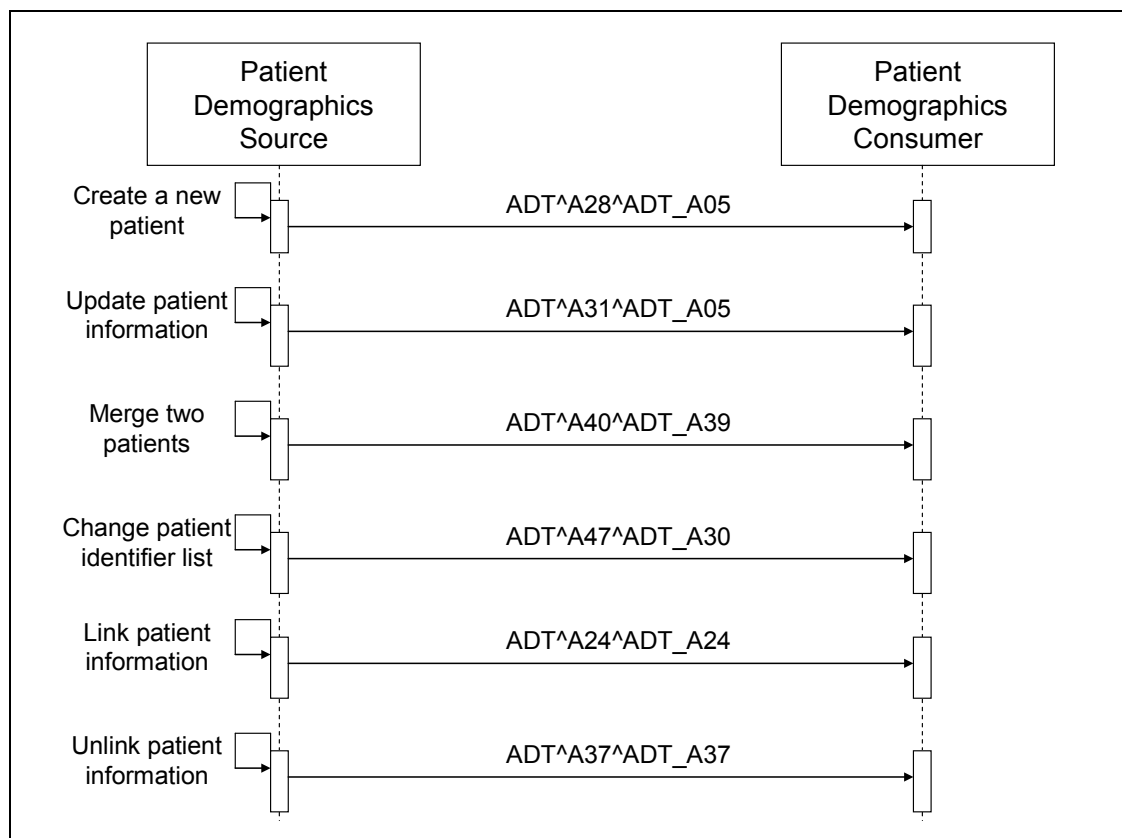 Patient
Demographics
Source
Patient
Demographics
Consumer
Create a new
patient
ADT^A28^ADT_A05
Update patient
information
ADT^A31^ADT_A05
Merge two
patients
ADT^A40^ADT_A39
Change patient
identifier list
ADT^A47^ADT_A30
Link patient
information
ADT^A24^ADT_A24
Unlink patient
information
ADT^A37^ADT_A37